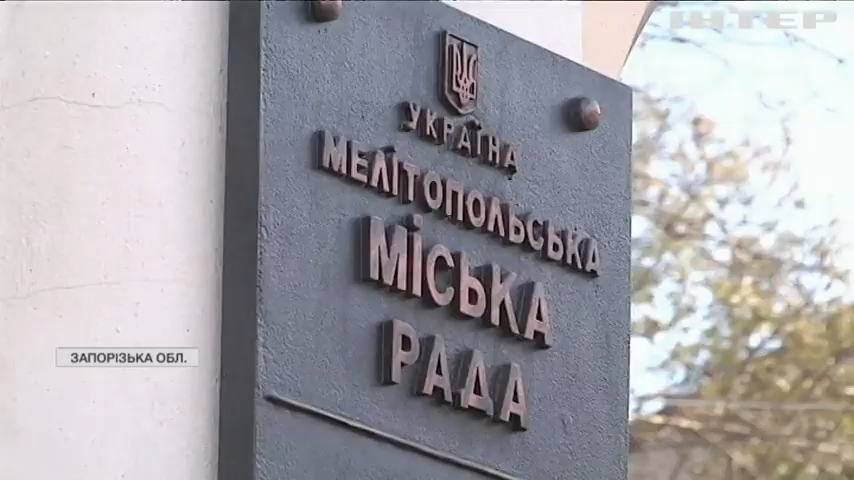 ІНТЕР
УКРАЇНА
МЕЛІТОПОЛЬСЬКА
МІСЬКА
РАДА
ЗАПОРІЗЬКА ОБЛ.